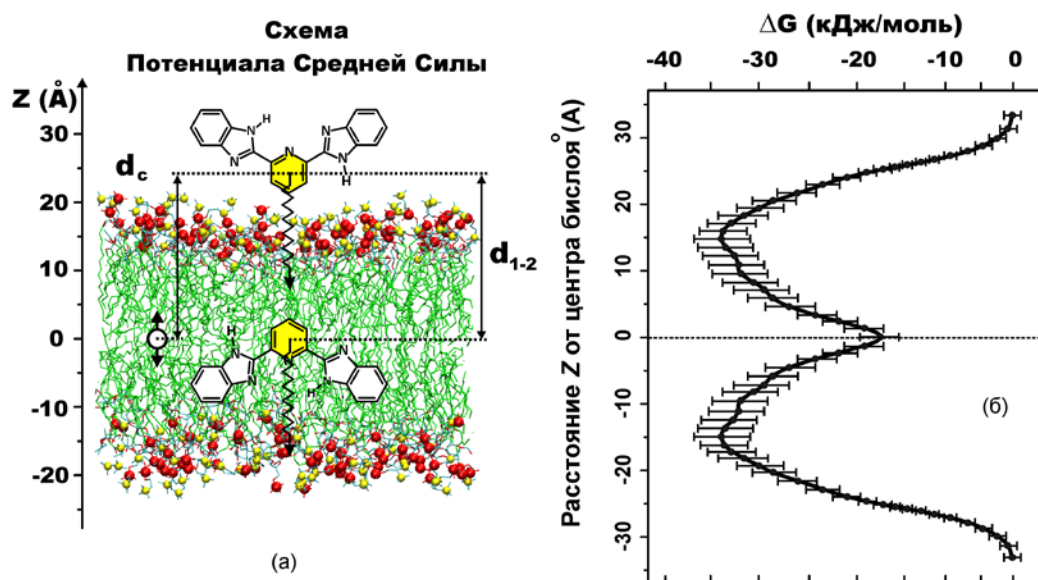 Схема
Потенциала Средней Силы
Z (Å)
30
20
10
0
-10
-20
d c
d 1-2
N
H
N
N
N
N
H
H
N
N
N
N
N
H
(а)
ΔG (кДж/моль)
-40
-30
-20
-10
0
Расстояние Z от центра бислоя (Å)
30
20
10
0
-10
-20
-30
(б)